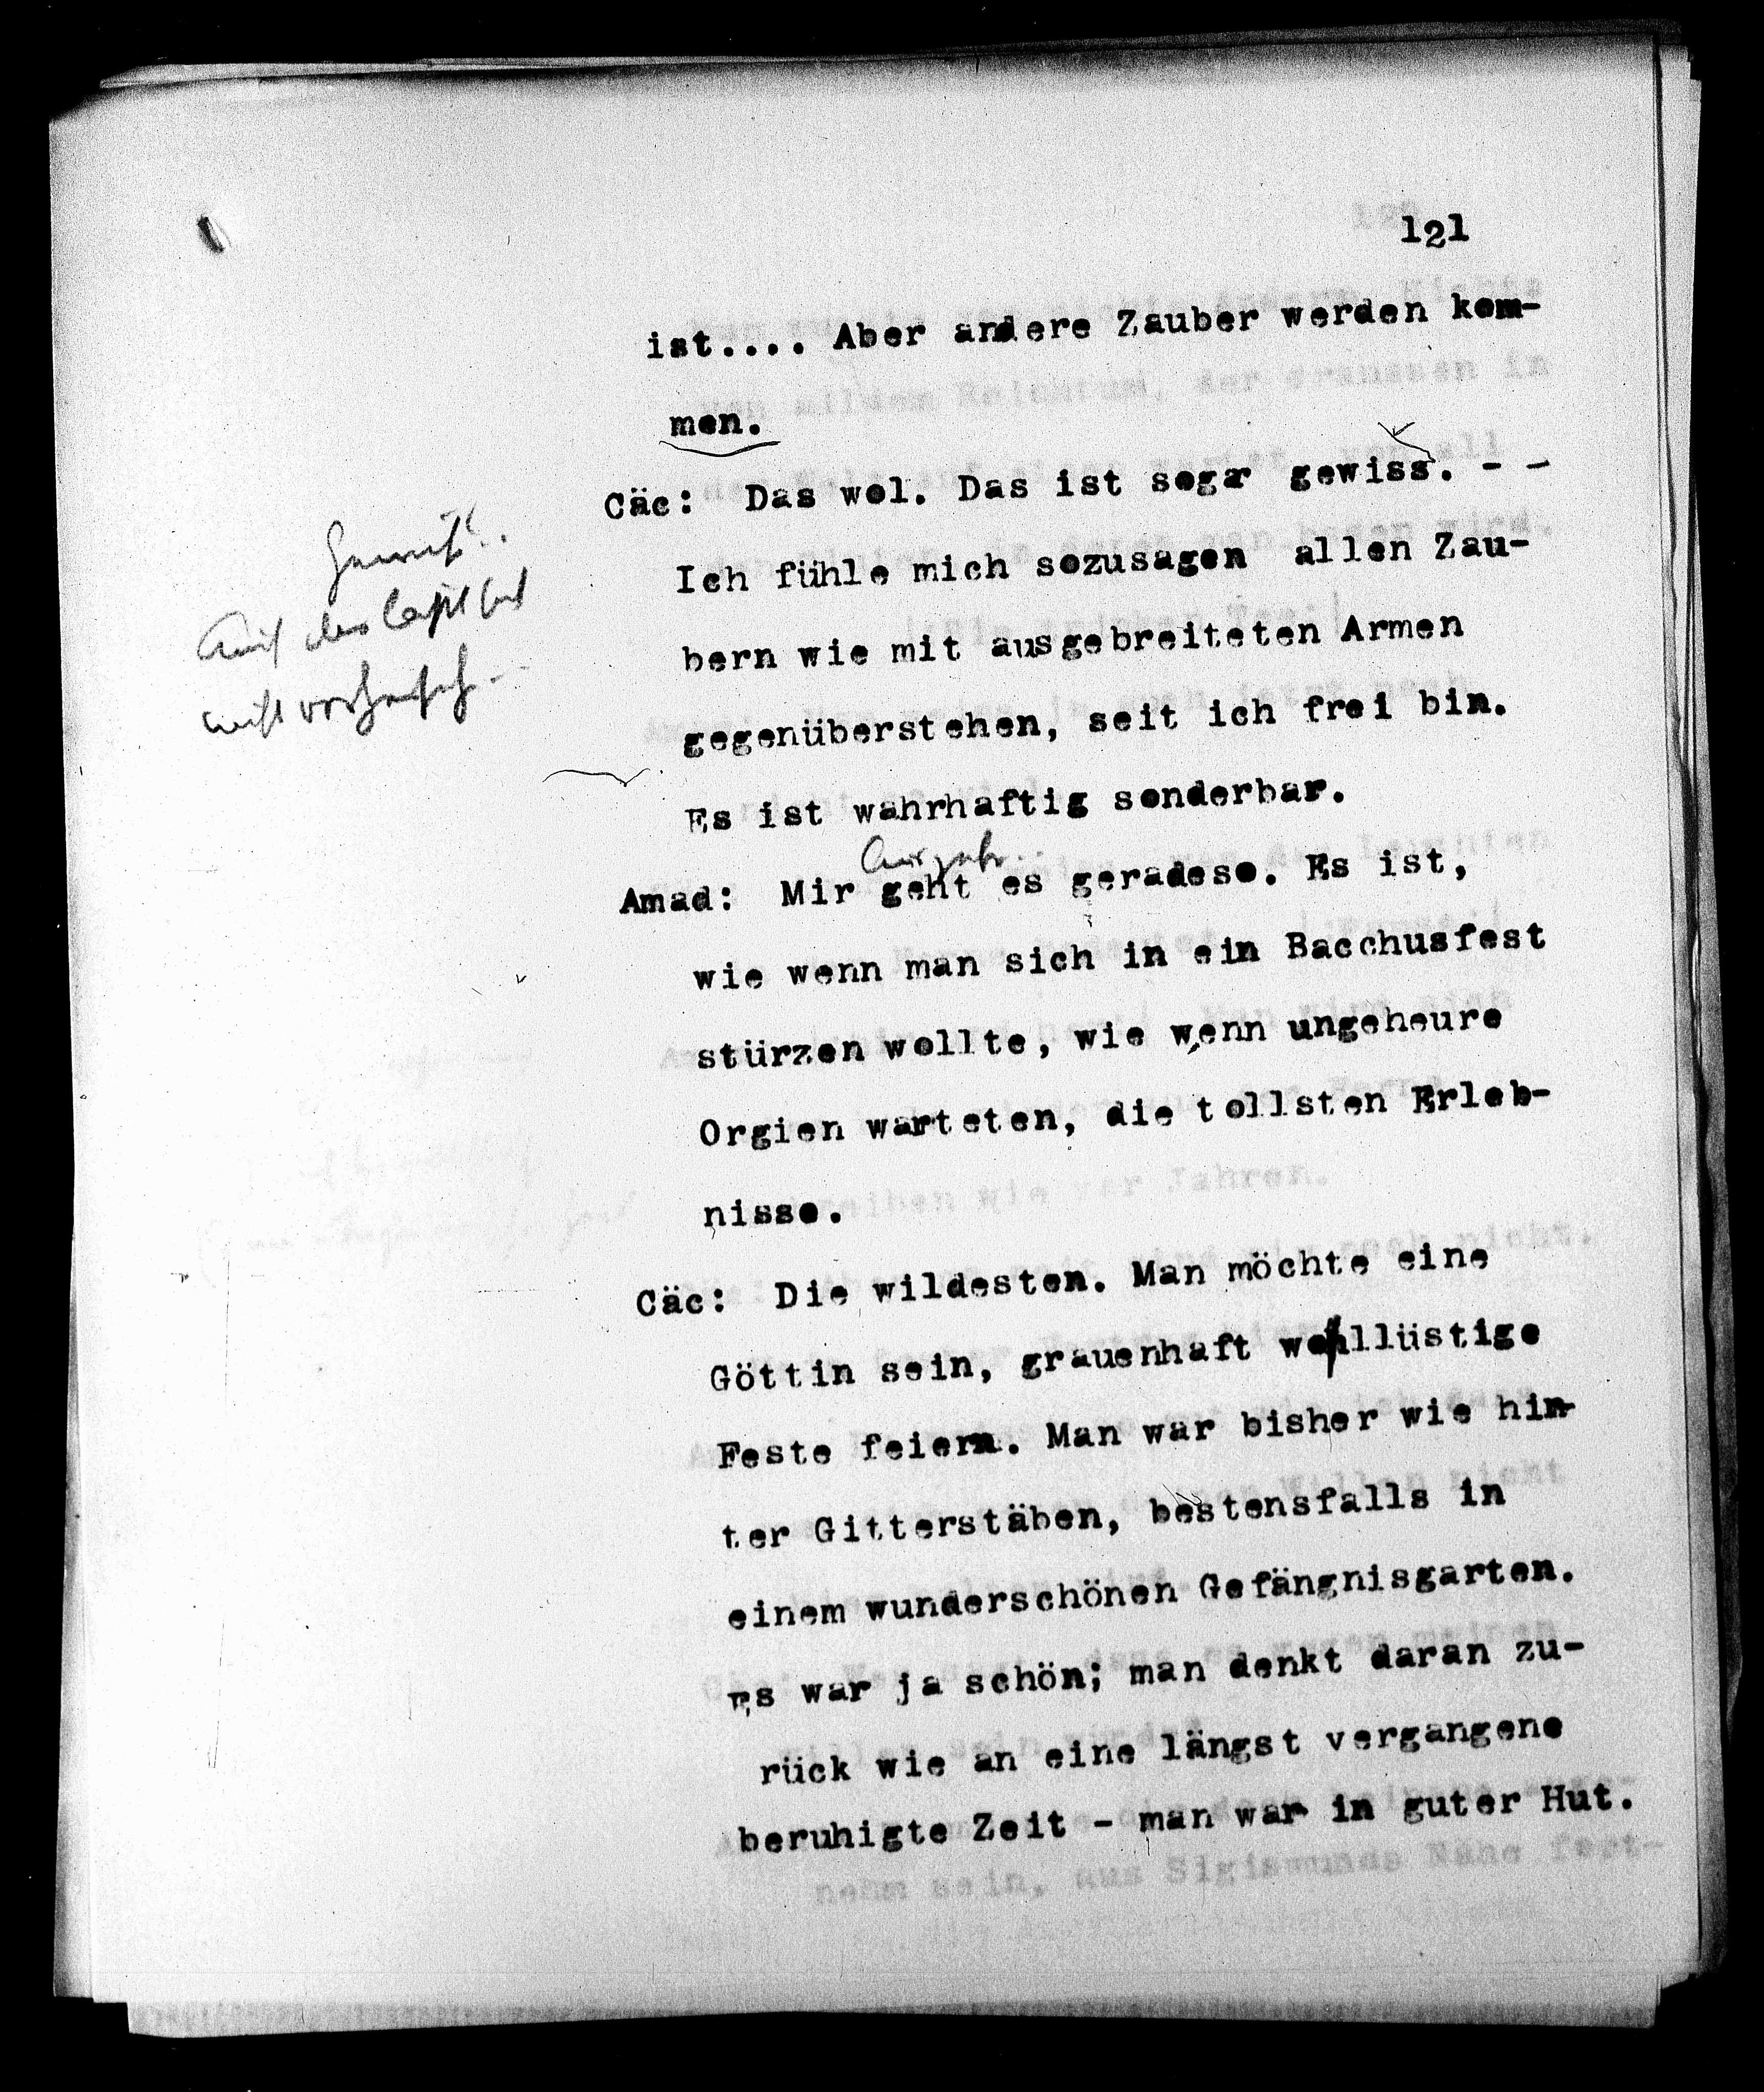 121
ist.... Aber andere Zauber werden kom-
men.
Cäc: Das wol. Das ist sogar gewiss. - -
Ich fühle mich sozusagen allen Zau-
bern wie mit ausgebreiteten Armen
gegenüberstehen, seit ich frei bin.
Es ist wahrhaftig sonderbar.
Amad: Mir geht es geradeso. Es ist,
wie wenn man sich in ein Bacchusfest
stürzen wollte, wie wenn ungeheure
Orgien warteten, die tollsten Erleb-
nisse.
Cäc: Die wildesten. Man möchte eine
Göttin sein, grauenhaft wollüstige
Feste feiern. Man war bisher wie hin-
ter Gitterstäben, bestensfalls in
einem wunderschönen Gefängnisgarten.
Es war ja schön; man denkt daran zu-
rück wie an eine längst vergangene
beruhigte Zeit - man war in guter Hut.